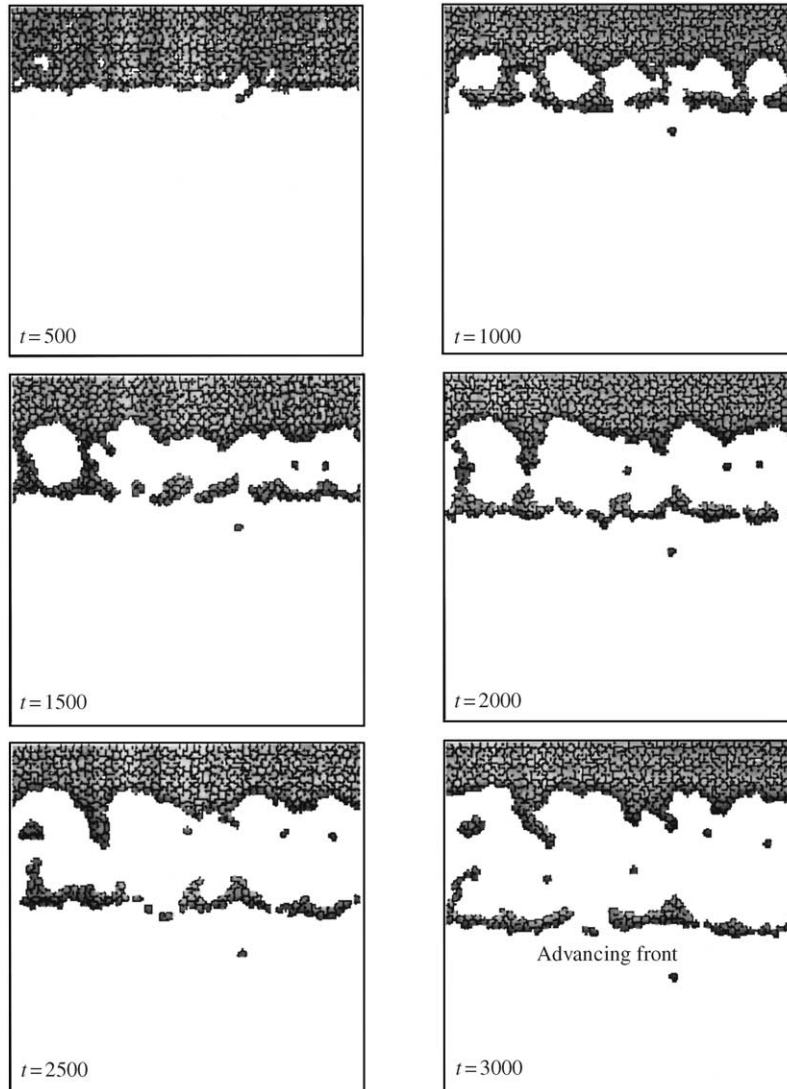 t = 500
t = 1000
t = 1500
t = 2000
Advancing front
t = 2500
t = 3000